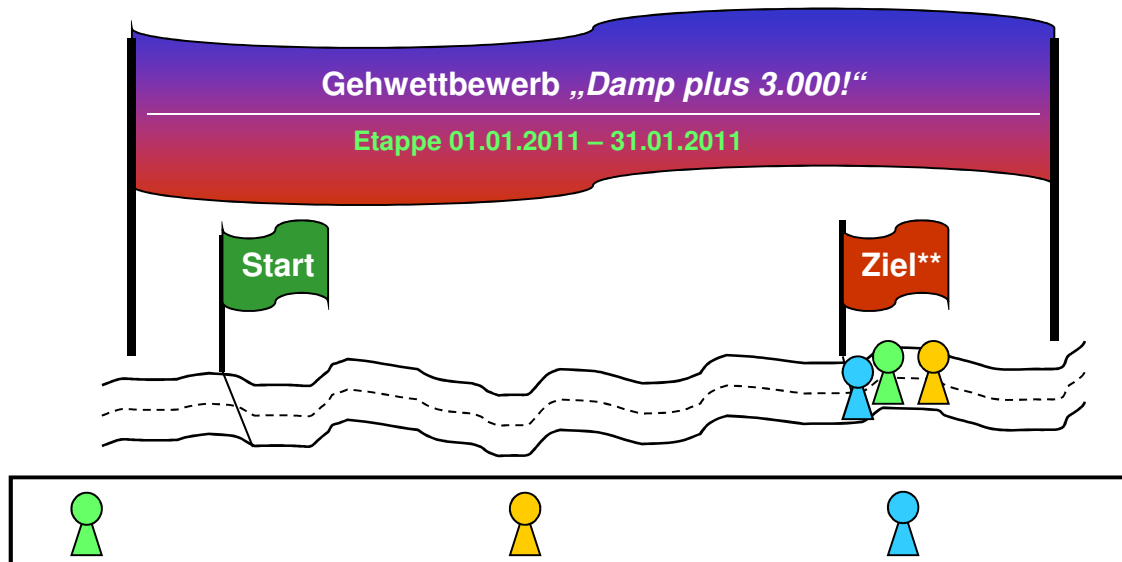 Gehwettbewerb „Damp plus 3.000!“
Etappe 01.01.2011 – 31.01.2011
Start
Ziel**